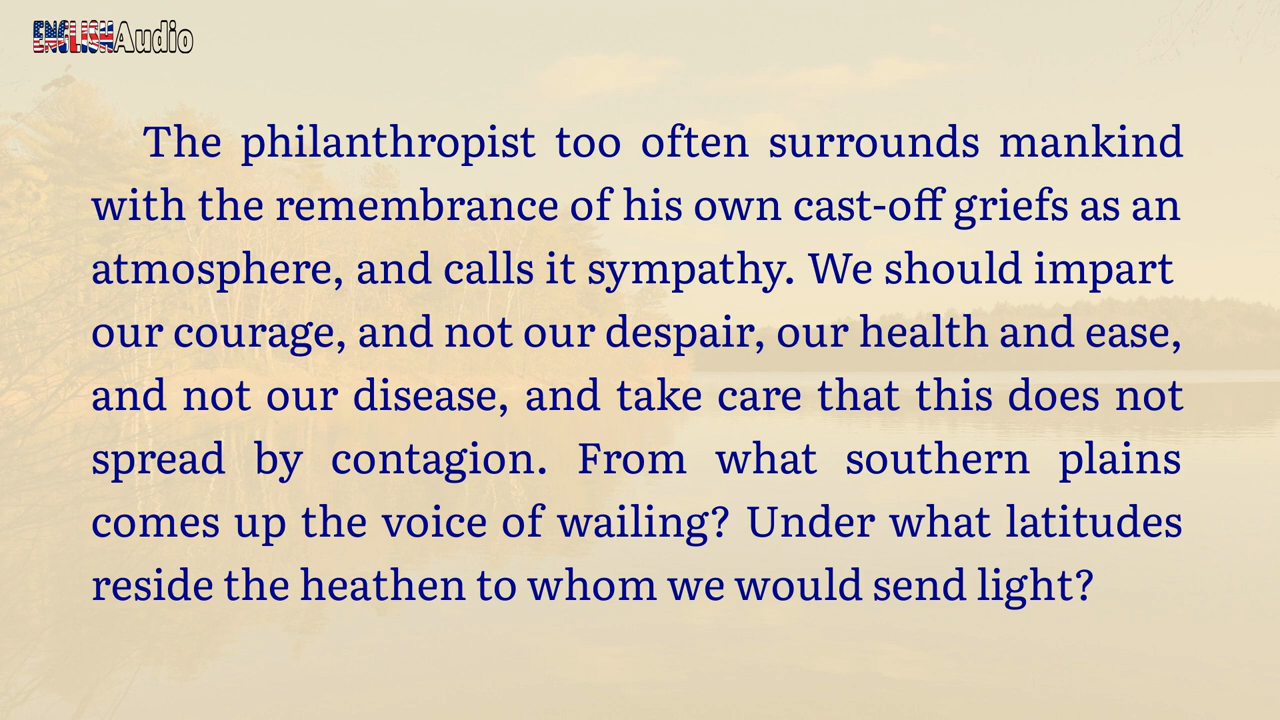 ENGLISHAudio
The philanthropist too often surrounds mankind
with the remembrance of his own cast-off griefs as an
atmosphere, and calls it sympathy. We should impart
our courage, and not our despair, our health and ease,
and not our disease, and take care that this does not
spread by contagion. From what southern plains
comes up the voice of wailing? Under what latitudes
reside the heathen to whom we would send light?